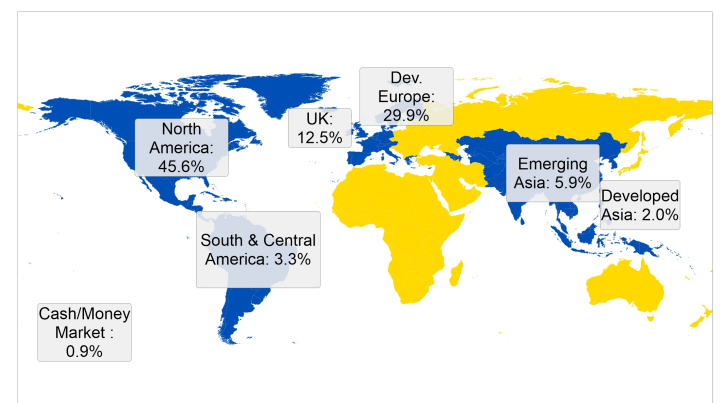 Dev.
Europe:
29.9%
UK:
12.5%
North
America:
45.6%
Emerging
Asia: 5.9%
Developed
Asia: 2.0%
South & Central
America: 3.3%
Cash/Money
Market :
0.9%